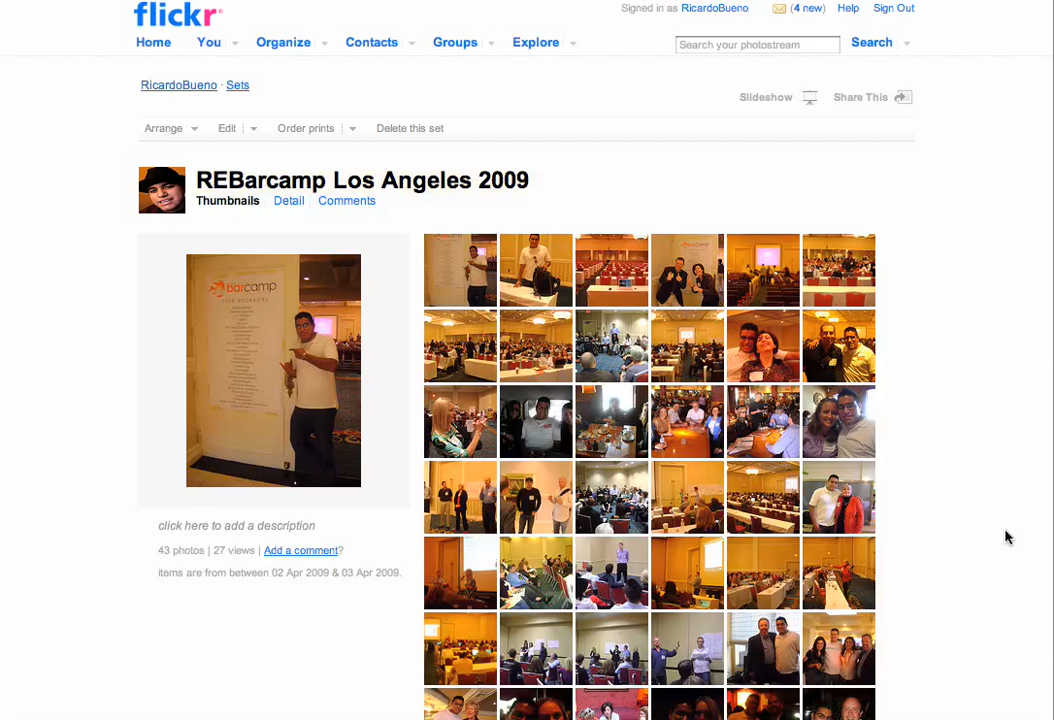 flickr
Signed in as RicardoBueno (4 new) Help Sign Out
Home You Organize Contacts Groups Explore Search your photostream Search
RicardoBueno · Sets
Slideshow Share This
Arrange Edit Order prints Delete this set
REBarcamp Los Angeles 2009
Thumbnails Detail Comments
barcamp
click here to add a description
43 photos | 27 views | Add a comment?
items are from between 02 Apr 2009 & 03 Apr 2009.